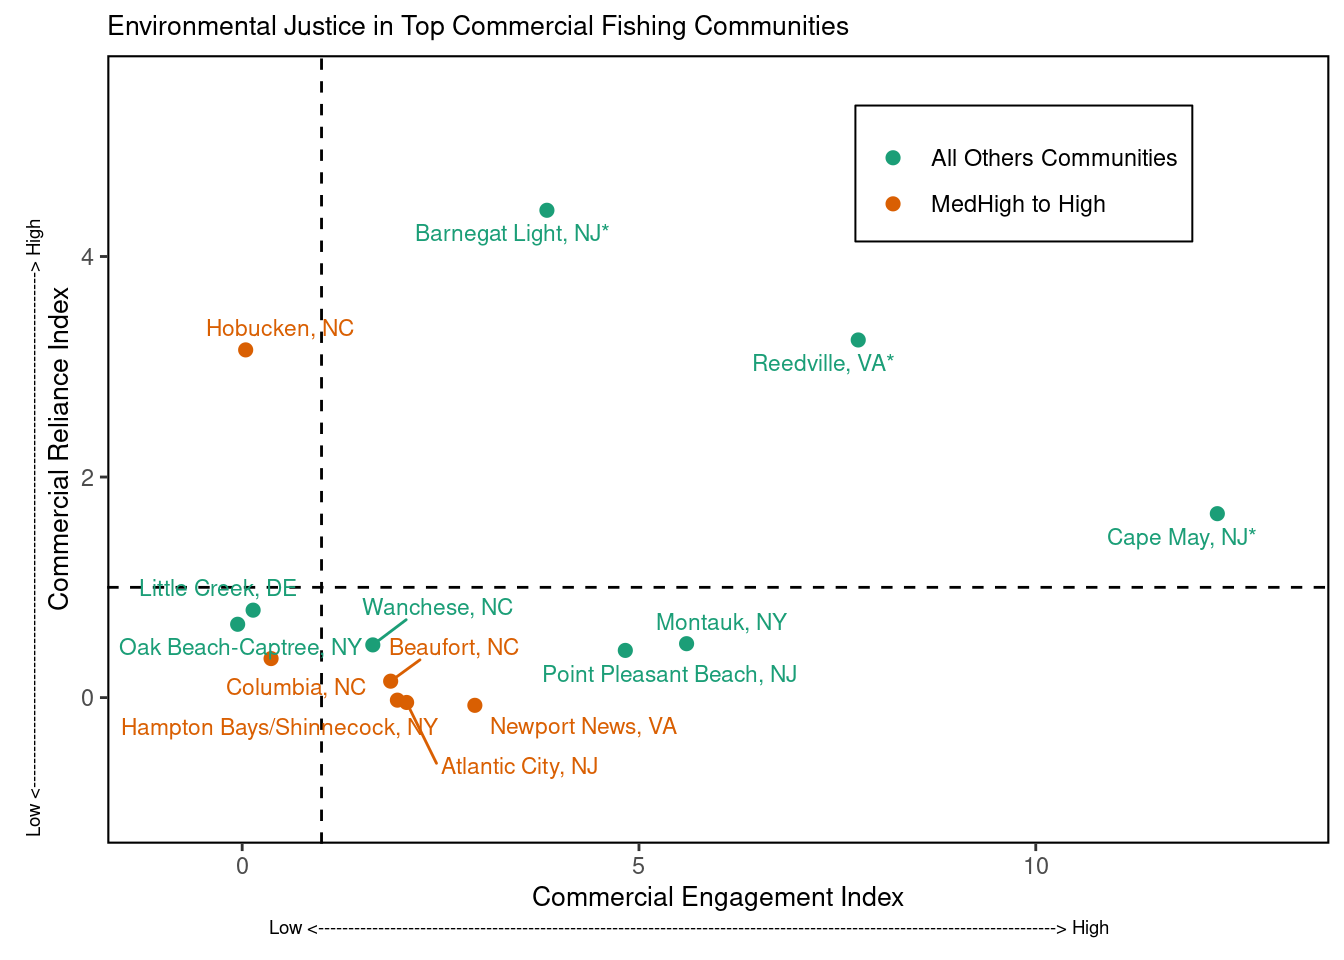 Environmental Justice in Top Commercial Fishing Communities
All Others Communities
MedHigh to High
Barnegat Light, NJ*
Hobucken, NC
Reedville, VA*
Cape May, NJ*
Little Creek, DE
Wanchese, NC
Montauk, NY
Oak Beach-Captree, NY
Beaufort, NC
Point Pleasant Beach, NJ
Columbia, NC
Hampton Bays/Shinnecock, NY
Newport News, VA
Atlantic City, NJ
4
2
0
Commercial Reliance Index
Low <--------------------------------------------------------------------------------------> High
0
5
10
Commercial Engagement Index
Low <-----------------------------------------------------------------------------------------------------------------------------> High